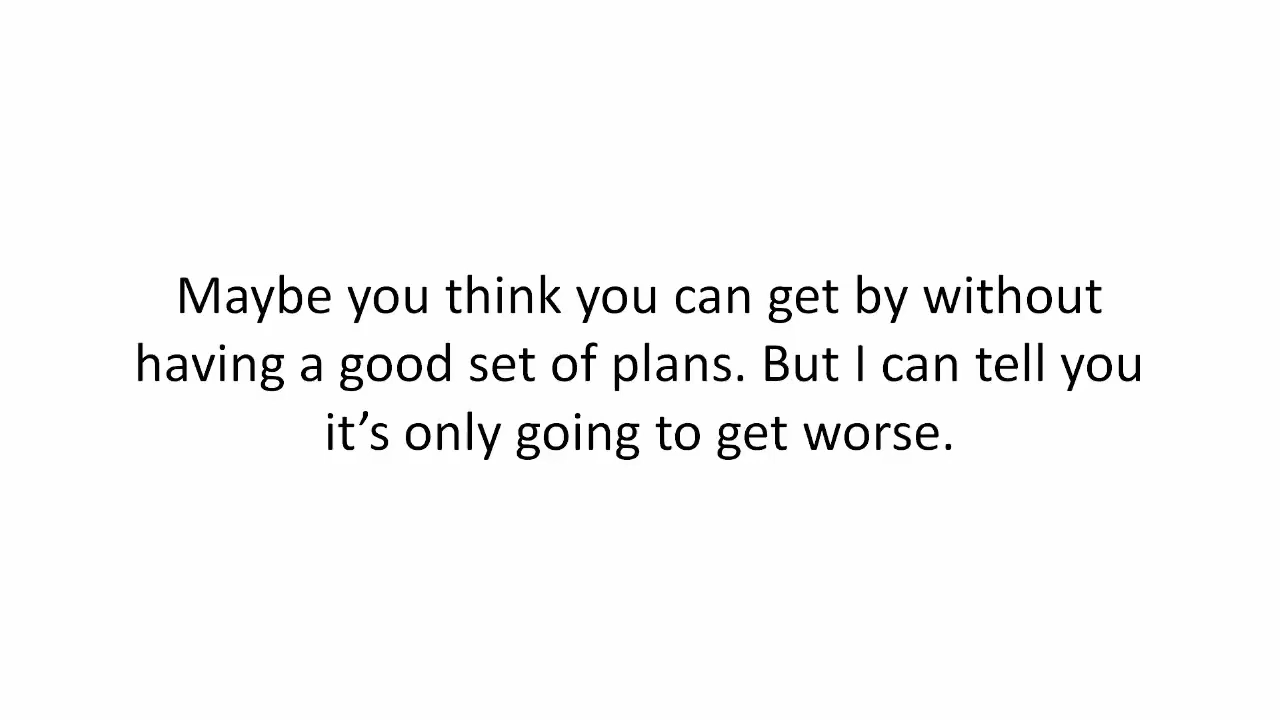 Maybe you think you can get by without
having a good set of plans. But I can tell you
it’s only going to get worse.